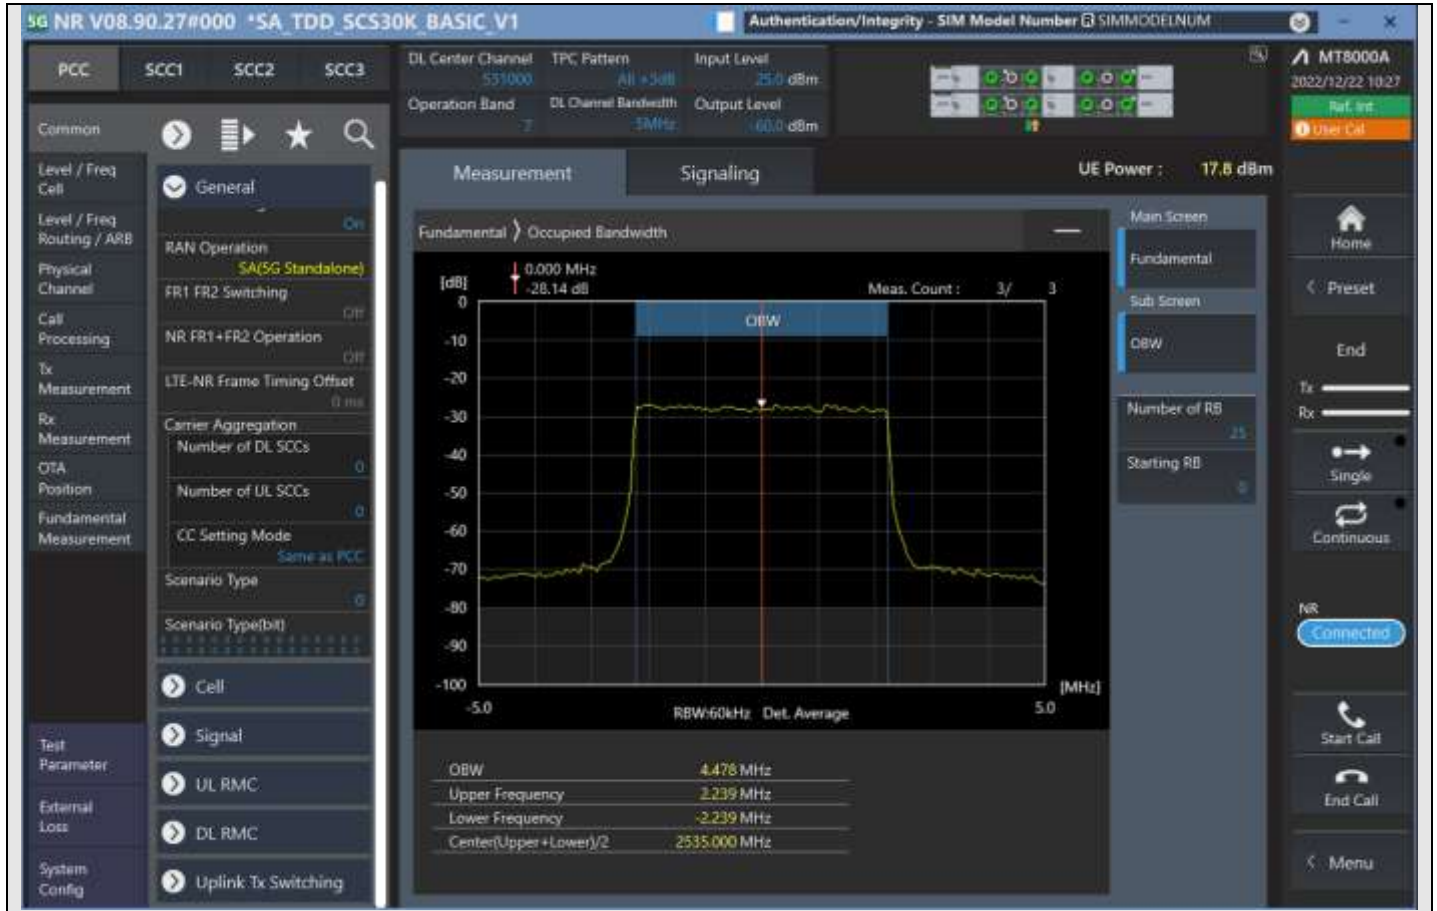 5G NR V08.90.27#000 *SA_TDD_SCS30K_BASIC_V1
Authentication/Integrity - SIM Model Number SIMMODELNUM
PCC SCC1 SCC2 SCC3
DL Center Channel
531000
TPC Pattern
All +3dB
Input Level
25.0 dBm
Operation Band
7
DL Channel Bandwidth
5MHz
Output Level
-60.0 dBm
MT8000A
2022/12/22 10:27
Ref. Int.
User Cal
Common
Level / Freq
Cell
Level / Freq
Routing / ARB
Physical
Channel
Call
Processing
Tx
Measurement
Rx
Measurement
OTA
Position
Fundamental
Measurement
Test
Parameter
External
Loss
System
Config
General
On
RAN Operation
SA(5G Standalone)
FR1 FR2 Switching
Off
NR FR1+FR2 Operation
Off
LTE-NR Frame Timing Offset
0 ms
Carrier Aggregation
Number of DL SCCs
0
Number of UL SCCs
0
CC Setting Mode
Same as PCC
Scenario Type
0
Scenario Type(bit)
Cell
Signal
UL RMC
DL RMC
Uplink Tx Switching
Measurement Signaling
UE Power : 17.8 dBm
Fundamental Occupied Bandwidth
0.000 MHz
-28.14 dB
Meas. Count : 3/ 3
[dB]
0
OBW
-10
-20
-30
-40
-50
-60
-70
-80
-90
-100
[MHz]
-5.0 RBW:60kHz Det. Average 5.0
OBW 4.478 MHz
Upper Frequency 2.239 MHz
Lower Frequency -2.239 MHz
Center(Upper+Lower)/2 2535.000 MHz
Main Screen
Fundamental
Sub Screen
OBW
Number of RB
25
Starting RB
0
Home
Preset
End
Tx
Rx
Single
Continuous
NR
Connected
Start Call
End Call
Menu